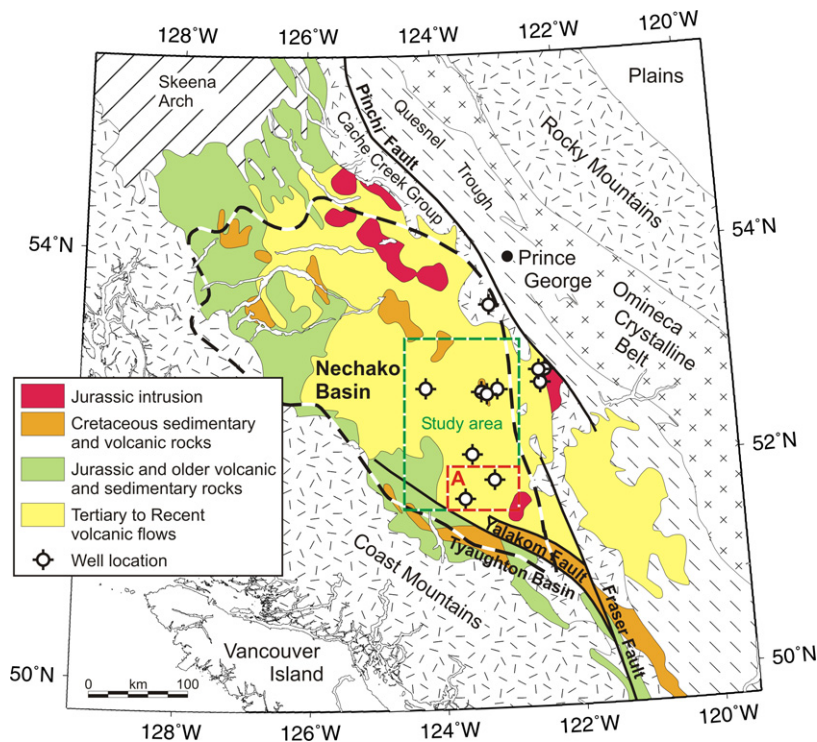 128°W
126°W
124°W
122°W
120°W
Skeena
Arch
Plains
Pinchi Fault
Cache Creek Group
Quesnel
Trough
Rocky Mountains
54°N
54°N
Prince
George
Omineca
Crystalline
Belt
Nechako
Basin
Study area
52°N
A
Jurassic intrusion
Cretaceous sedimentary
and volcanic rocks
Jurassic and older volcanic
and sedimentary rocks
Tertiary to Recent
volcanic flows
Well location
Yalakom Fault
Tyaughton Basin
Coast Mountains
Fraser Fault
Vancouver
Island
50°N
50°N
0 km 100
128°W
126°W
124°W
122°W
120°W